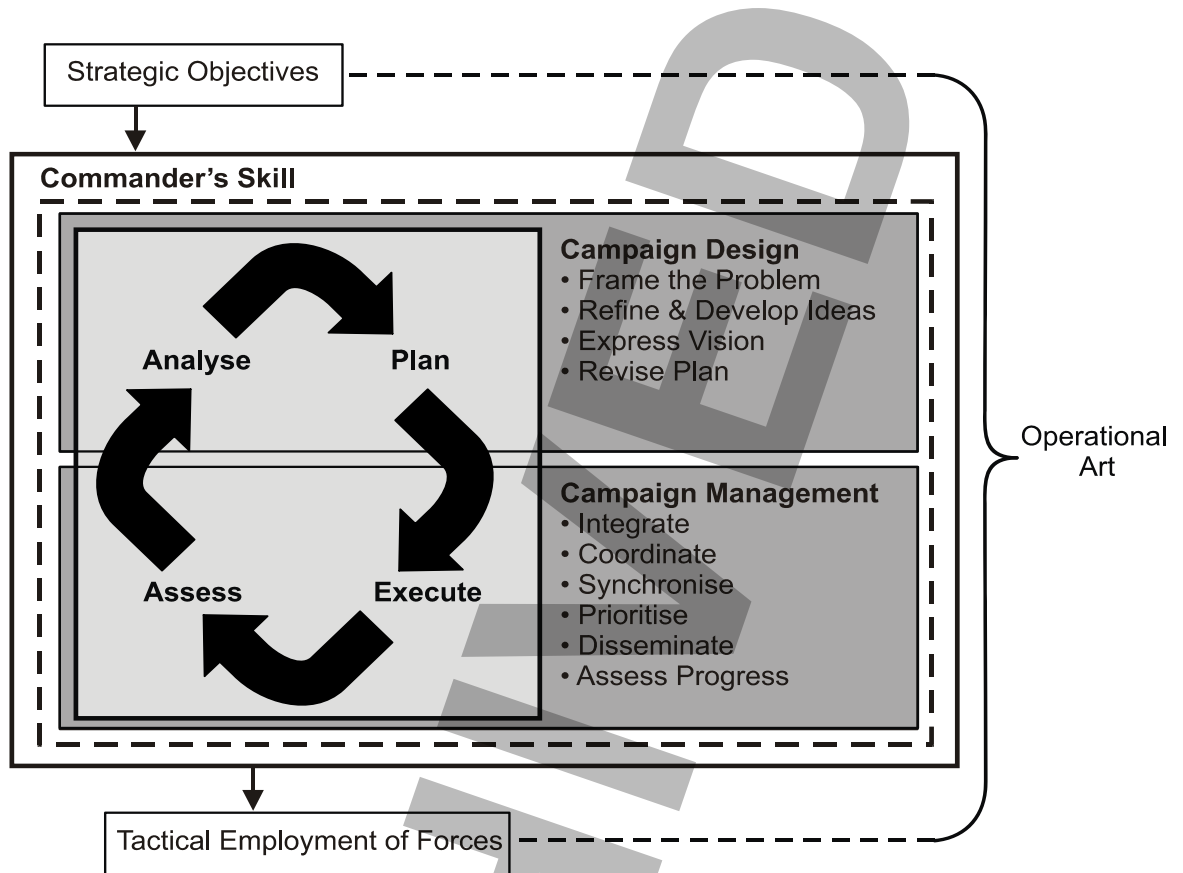 Strategic Objectives
Commander's Skill
Campaign Design
• Frame the Problem
• Refine & Develop Ideas
• Express Vision
• Revise Plan
Analyse
Plan
Operational
Art
Campaign Management
• Integrate
• Coordinate
• Synchronise
• Prioritise
• Disseminate
• Assess Progress
Assess
Execute
Tactical Employment of Forces